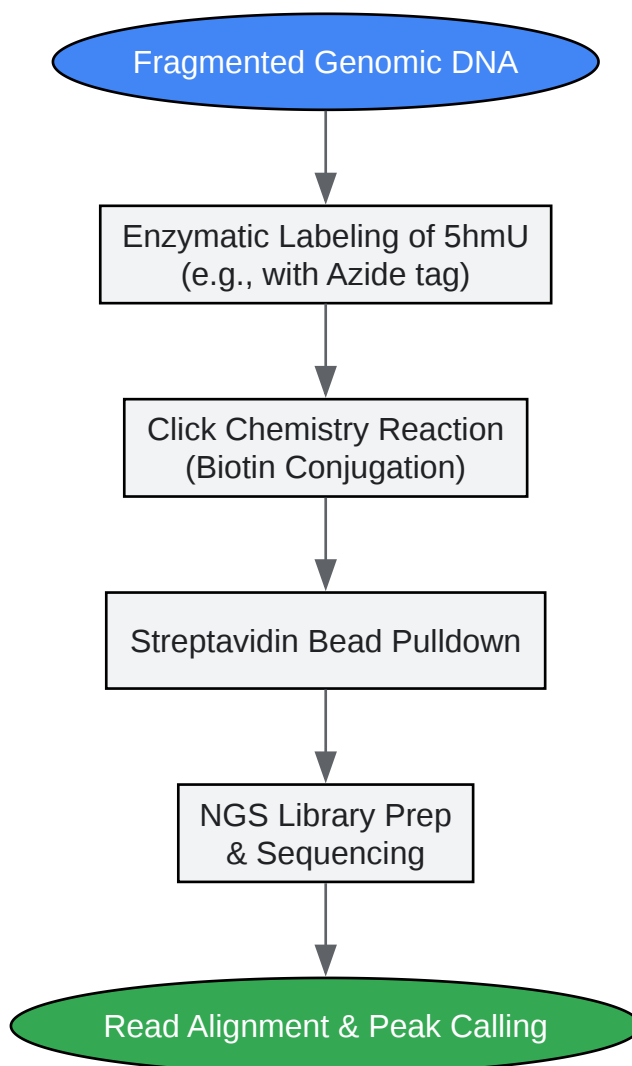 Fragmented Genomic DNA
Enzymatic Labeling of 5hmU
(e.g., with Azide tag)
Click Chemistry Reaction
(Biotin Conjugation)
Streptavidin Bead Pulldown
NGS Library Prep
& Sequencing
Read Alignment & Peak Calling